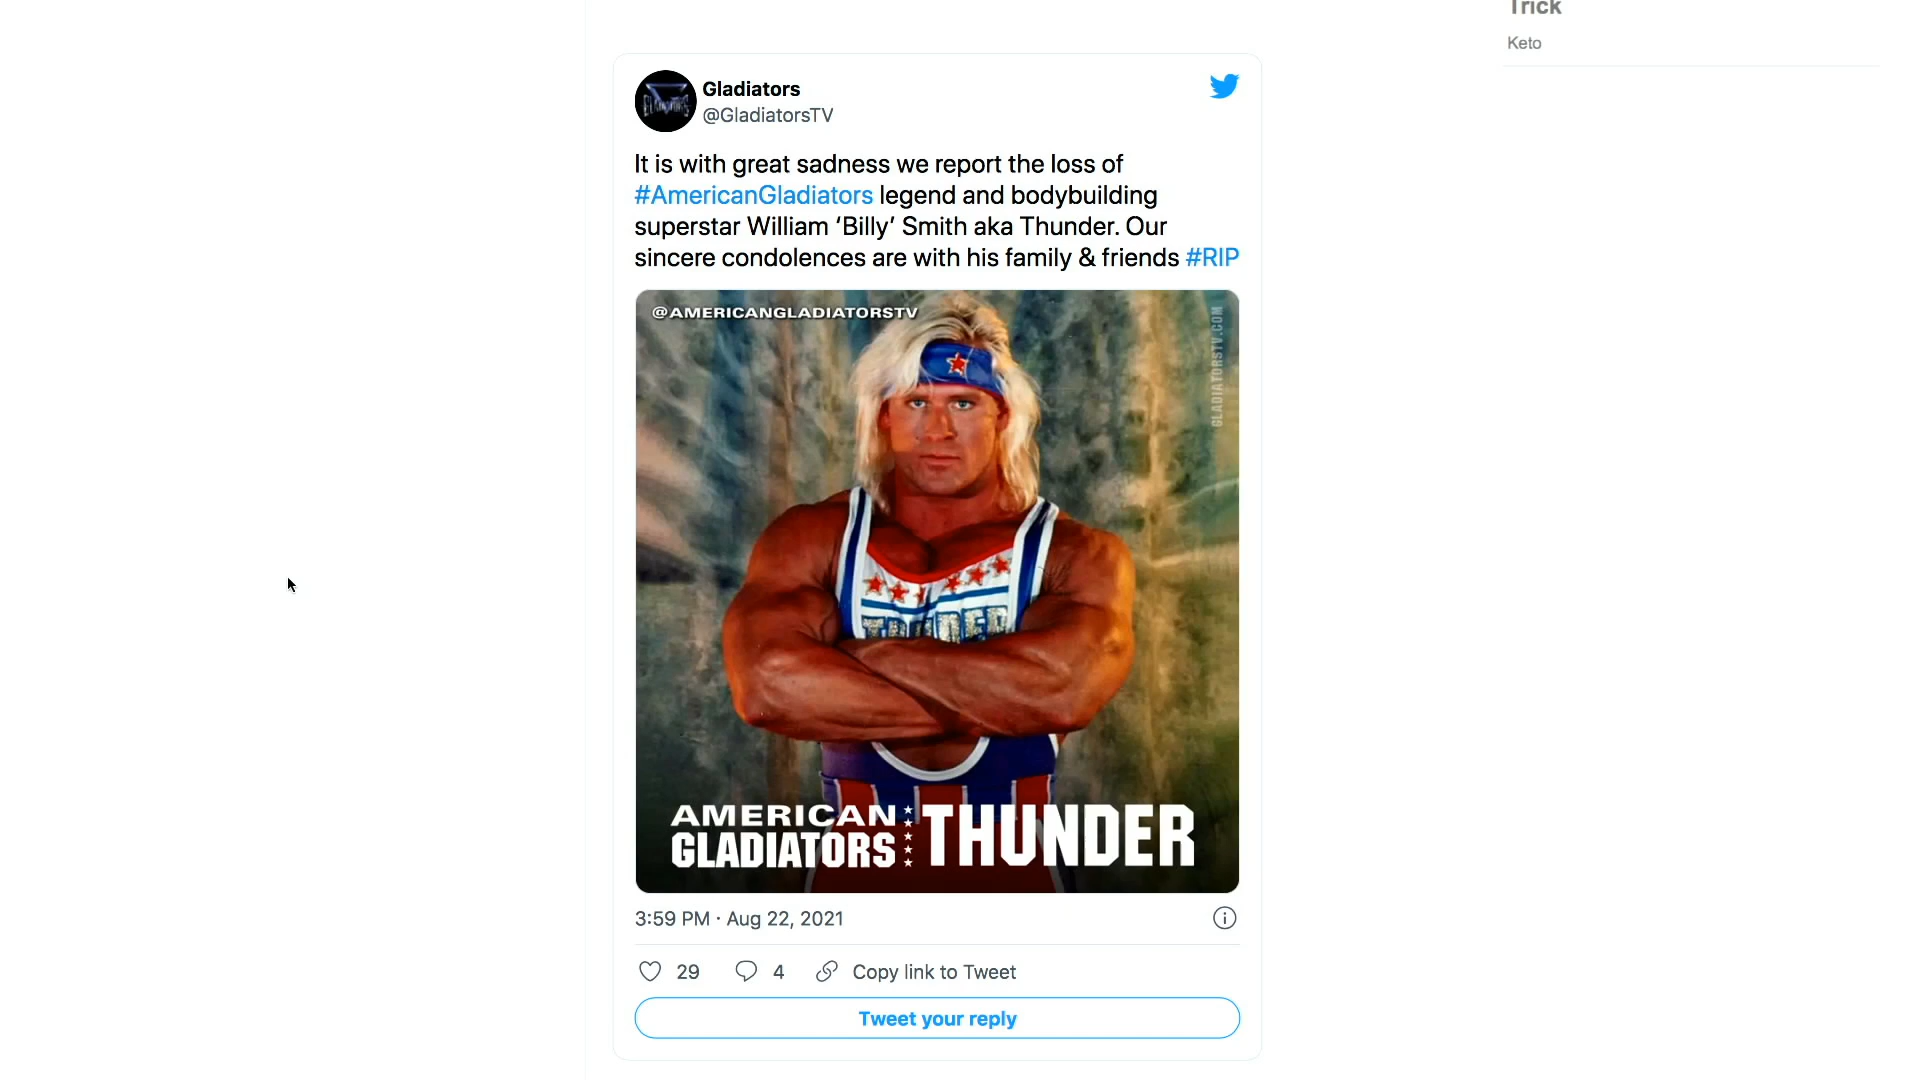 Trick
Keto
Gladiators
@GladiatorsTV
It is with great sadness we report the loss of
#AmericanGladiators legend and bodybuilding
superstar William ‘Billy’ Smith aka Thunder. Our
sincere condolences are with his family & friends #RIP
@AMERICANGLADIATORSTV
GLADIATORSTV.COM
THUNDER
AMERICAN
GLADIATORS
THUNDER
3:59 PM · Aug 22, 2021
29
4
Copy link to Tweet
Tweet your reply